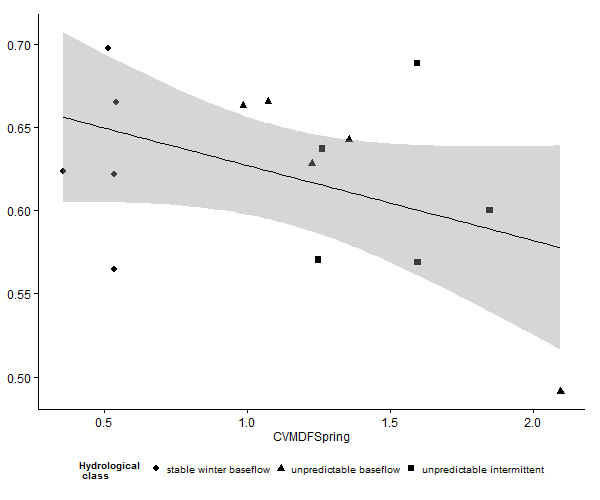 0.70
0.65
0.60
0.55
0.50
0.5 1.0 1.5 2.0
CVMDFSpring
Hydrological
class
stable winter baseflow unpredictable baseflow unpredictable intermittent